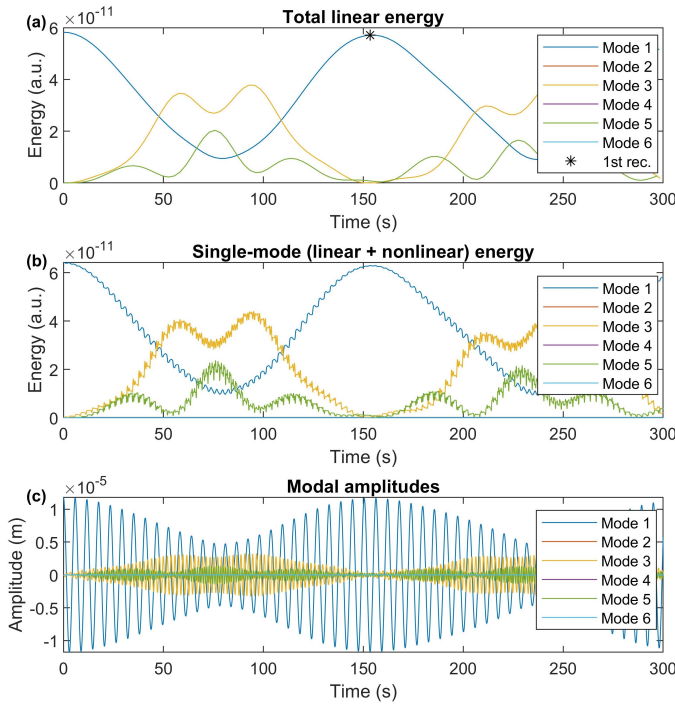 (a)
Total linear energy
×10⁻¹¹
Energy (a.u.)
6
4
2
0
Mode 1
Mode 2
Mode 3
Mode 4
Mode 5
Mode 6
1st rec.
0 50 100 150 200 250 300
Time (s)
(b)
Single-mode (linear + nonlinear) energy
×10⁻¹¹
Energy (a.u.)
6
4
2
0
Mode 1
Mode 2
Mode 3
Mode 4
Mode 5
Mode 6
0 50 100 150 200 250 300
Time (s)
(c)
Modal amplitudes
×10⁻⁵
Amplitude (m)
1
0.5
0
-0.5
-1
Mode 1
Mode 2
Mode 3
Mode 4
Mode 5
Mode 6
0 50 100 150 200 250 300
Time (s)